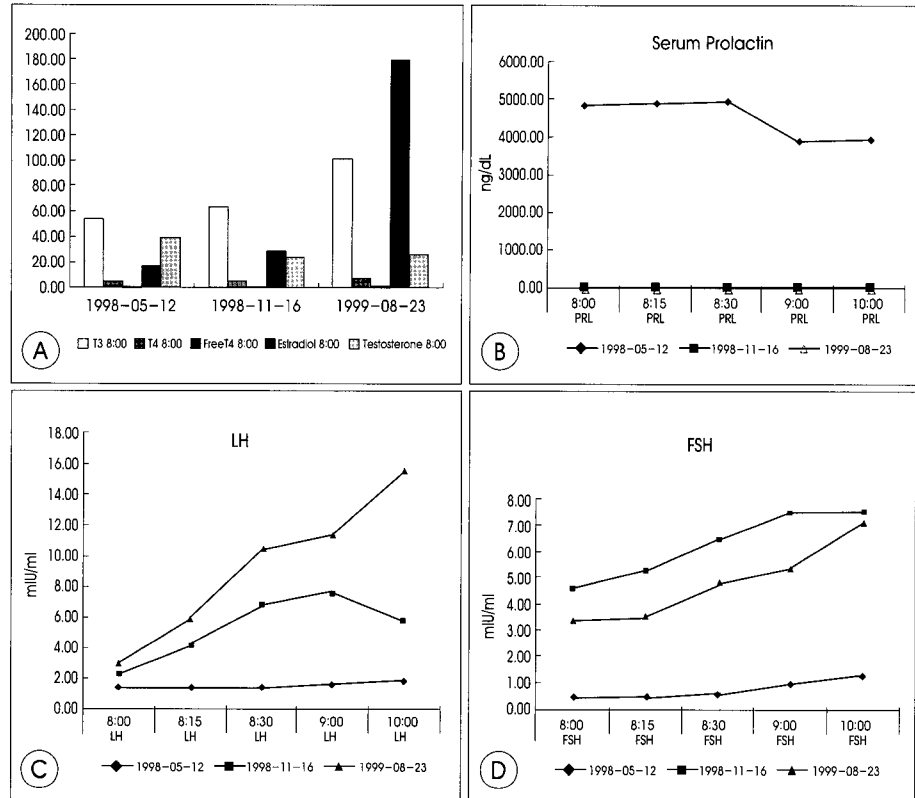 200.00
180.00
160.00
140.00
120.00
100.00
80.00
60.00
40.00
20.00
0.00
1998-05-12 1998-11-16 1999-08-23
A
T3 8:00 T4 8:00 FreeT4 8:00 Estradiol 8:00 Testosterone 8:00
Serum Prolactin
ng/dL
6000.00
5000.00
4000.00
3000.00
2000.00
1000.00
0.00
8:00 8:15 8:30 9:00 10:00
PRL PRL PRL PRL PRL
B
1998-05-12 1998-11-16 1999-08-23
LH
mIU/ml
18.00
16.00
14.00
12.00
10.00
8.00
6.00
4.00
2.00
0.00
8:00 8:15 8:30 9:00 10:00
LH LH LH LH LH
C
1998-05-12 1998-11-16 1999-08-23
FSH
mIU/ml
8.00
7.00
6.00
5.00
4.00
3.00
2.00
1.00
0.00
8:00 8:15 8:30 9:00 10:00
FSH FSH FSH FSH FSH
D
1998-05-12 1998-11-16 1999-08-23